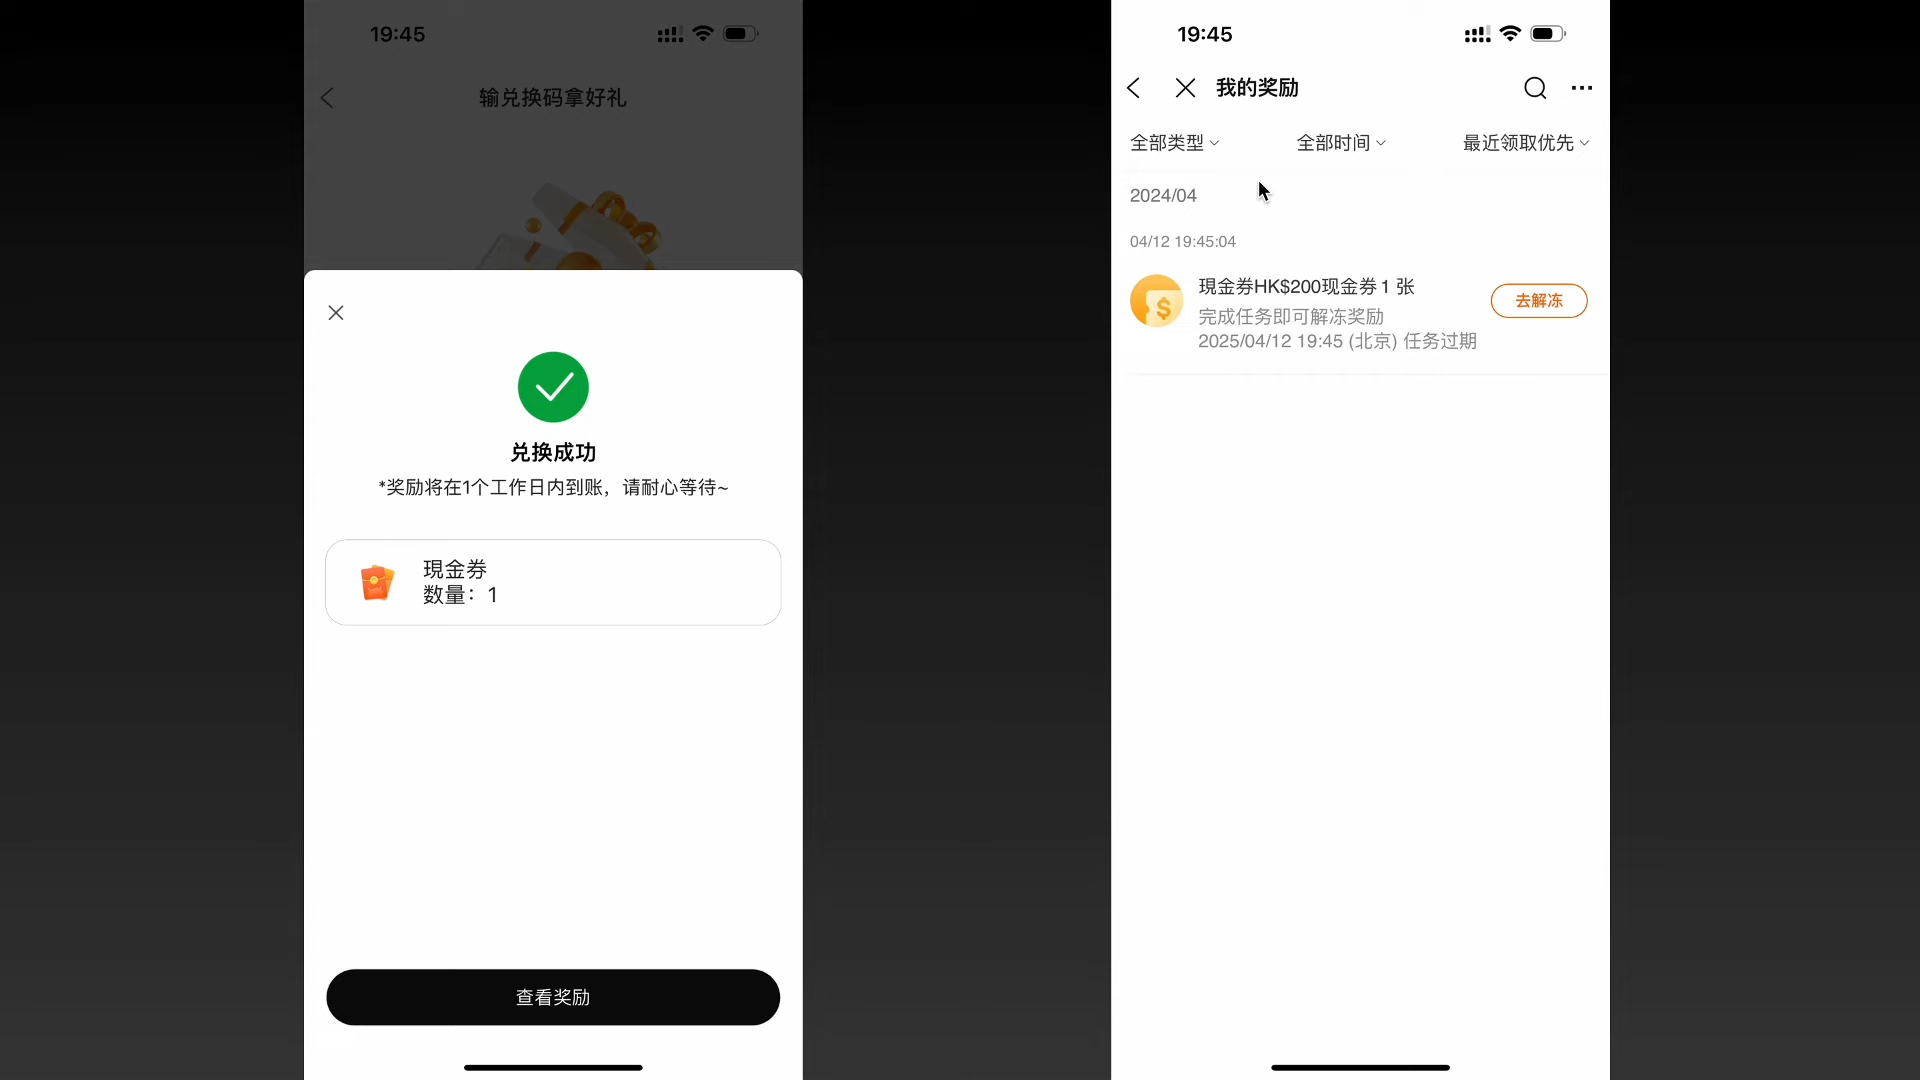 19:45
输兑换码拿好礼
兑换成功
*奖励将在1个工作日内到账，请耐心等待~
現金券
数量：1
查看奖励
19:45
我的奖励
全部类型
全部时间
最近领取优先
2024/04
04/12 19:45:04
現金券HK$200现金券 1 张
去解冻
完成任务即可解冻奖励
2025/04/12 19:45 (北京) 任务过期